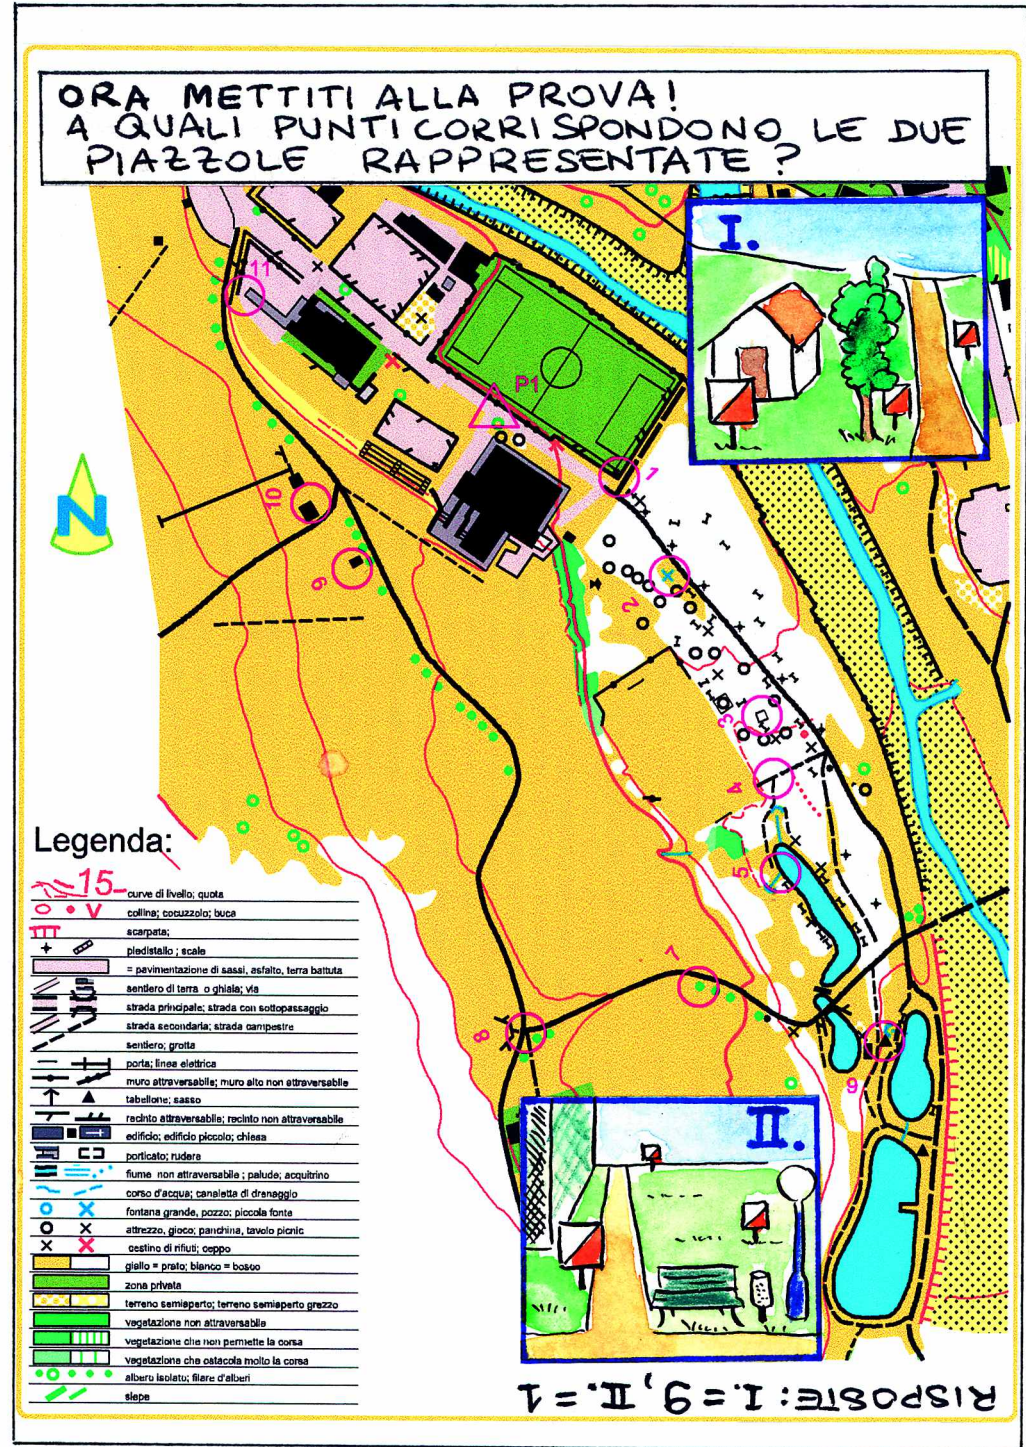 ORA METTITI ALLA PROVA!
A QUALI PUNTI CORRISPONDONO LE DUE
PIAZZOLE RAPPRESENTATE?
I.
11
P1
1
N
10
6
2
3
4
5
7
8
9
Legenda:
15
curve di livello; quota
collina; cocuzzolo; buca
scarpata;
piedistallo; scale
= pavimentazione di sassi, asfalto, terra battuta
sentiero di terra o ghiaia; via
strada principale; strada con sottopassaggio
strada secondaria; strada campestre
sentiero; grotta
porta; linea elettrica
muro attraversabile; muro alto non attraversabile
tabellone; sasso
recinto attraversabile; recinto non attraversabile
edificio; edificio piccolo; chiesa
porticato; rudere
fiume non attraversabile; palude; acquitrino
corso d'acqua; canaletta di drenaggio
fontana grande, pozzo; piccola fonte
attrezzo, gioco; panchina, tavolo picnic
cestino di rifiuti; ceppo
giallo = prato; bianco = bosco
zona privata
terreno semiaperto; terreno semiaperto grezzo
vegetazione non attraversabile
vegetazione che non permette la corsa
vegetazione che ostacola molto la corsa
albero isolato; filare d'alberi
siepe
II.
RISPOSTE: I.=9, II.=1